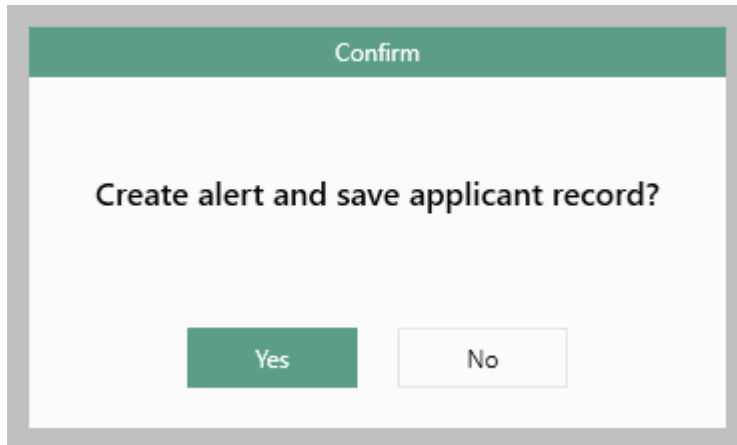 Confirm
Create alert and save applicant record?
Yes
No